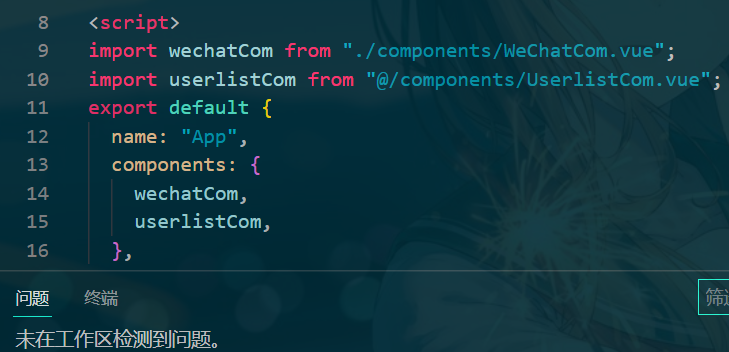 8 <script>
9 import wechatCom from "./components/WeChatCom.vue";
10 import userlistCom from "@/components/UserlistCom.vue";
11 export default {
12 name: "App",
13 components: {
14 wechatCom,
15 userlistCom,
16 },
问题 终端
未在工作区检测到问题。